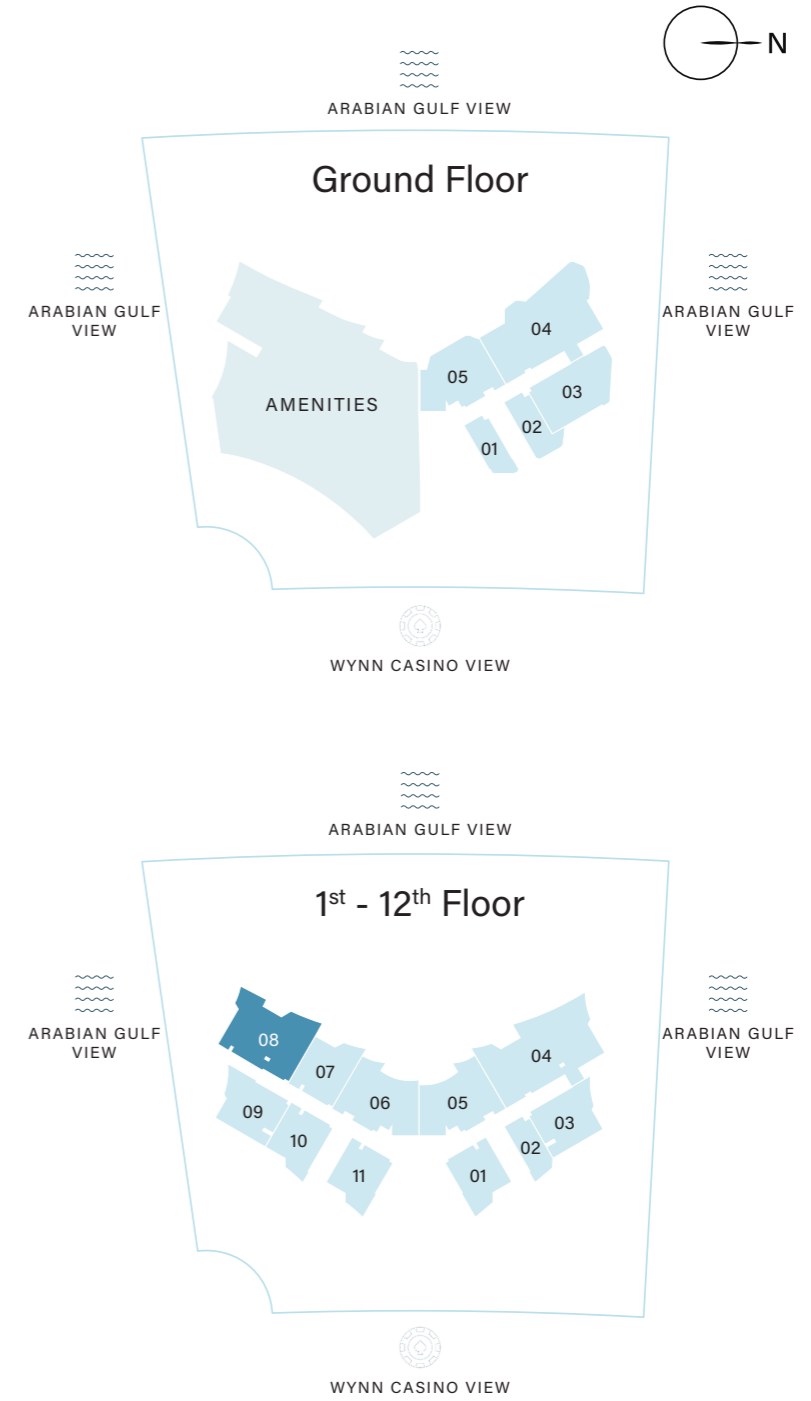 N
ARABIAN GULF VIEW
Ground Floor
ARABIAN GULF
VIEW
ARABIAN GULF
VIEW
04
05
03
AMENITIES
02
01
WYNN CASINO VIEW
ARABIAN GULF VIEW
1st - 12th Floor
ARABIAN GULF
VIEW
ARABIAN GULF
VIEW
08
04
07
06
05
09
03
10
02
11
01
WYNN CASINO VIEW